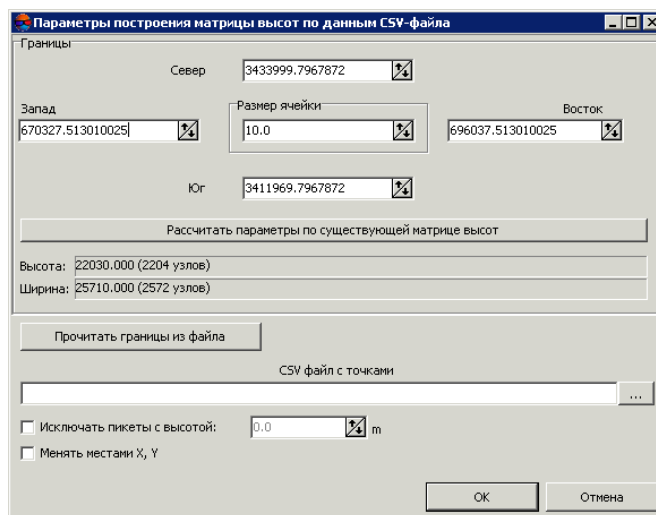 Параметры построения матрицы высот по данным CSV-файла
Границы
Север 3433999.7967872
Запад Размер ячейки Восток
670327.513010025 10.0 696037.513010025
Юг 3411969.7967872
Рассчитать параметры по существующей матрице высот
Высота: 22030.000 (2204 узлов)
Ширина: 25710.000 (2572 узлов)
Прочитать границы из файла
CSV файл с точками
...
Исключать пикеты с высотой: 0.0 m
Менять местами X, Y
OK Отмена